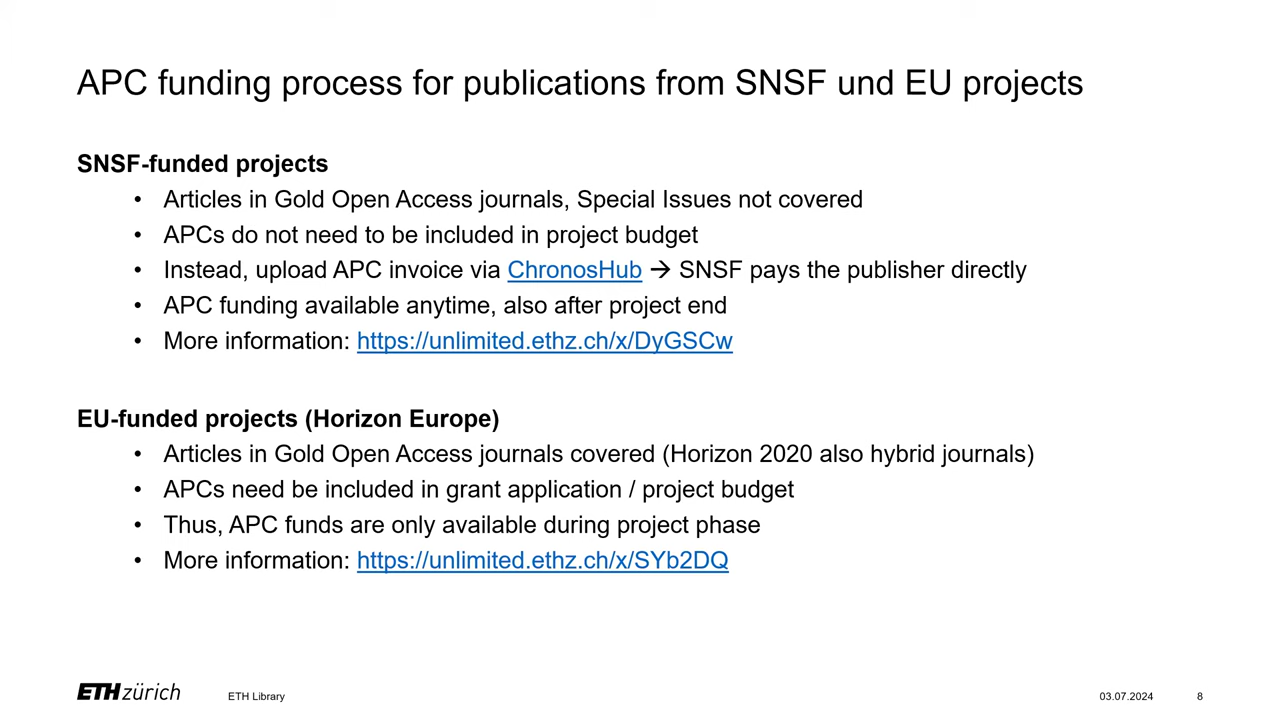 APC funding process for publications from SNSF und EU projects
SNSF-funded projects
• Articles in Gold Open Access journals, Special Issues not covered
• APCs do not need to be included in project budget
• Instead, upload APC invoice via ChronosHub → SNSF pays the publisher directly
• APC funding available anytime, also after project end
• More information: https://unlimited.ethz.ch/x/DyGSCw
EU-funded projects (Horizon Europe)
• Articles in Gold Open Access journals covered (Horizon 2020 also hybrid journals)
• APCs need be included in grant application / project budget
• Thus, APC funds are only available during project phase
• More information: https://unlimited.ethz.ch/x/SYb2DQ
ETH zürich ETH Library 03.07.2024 8